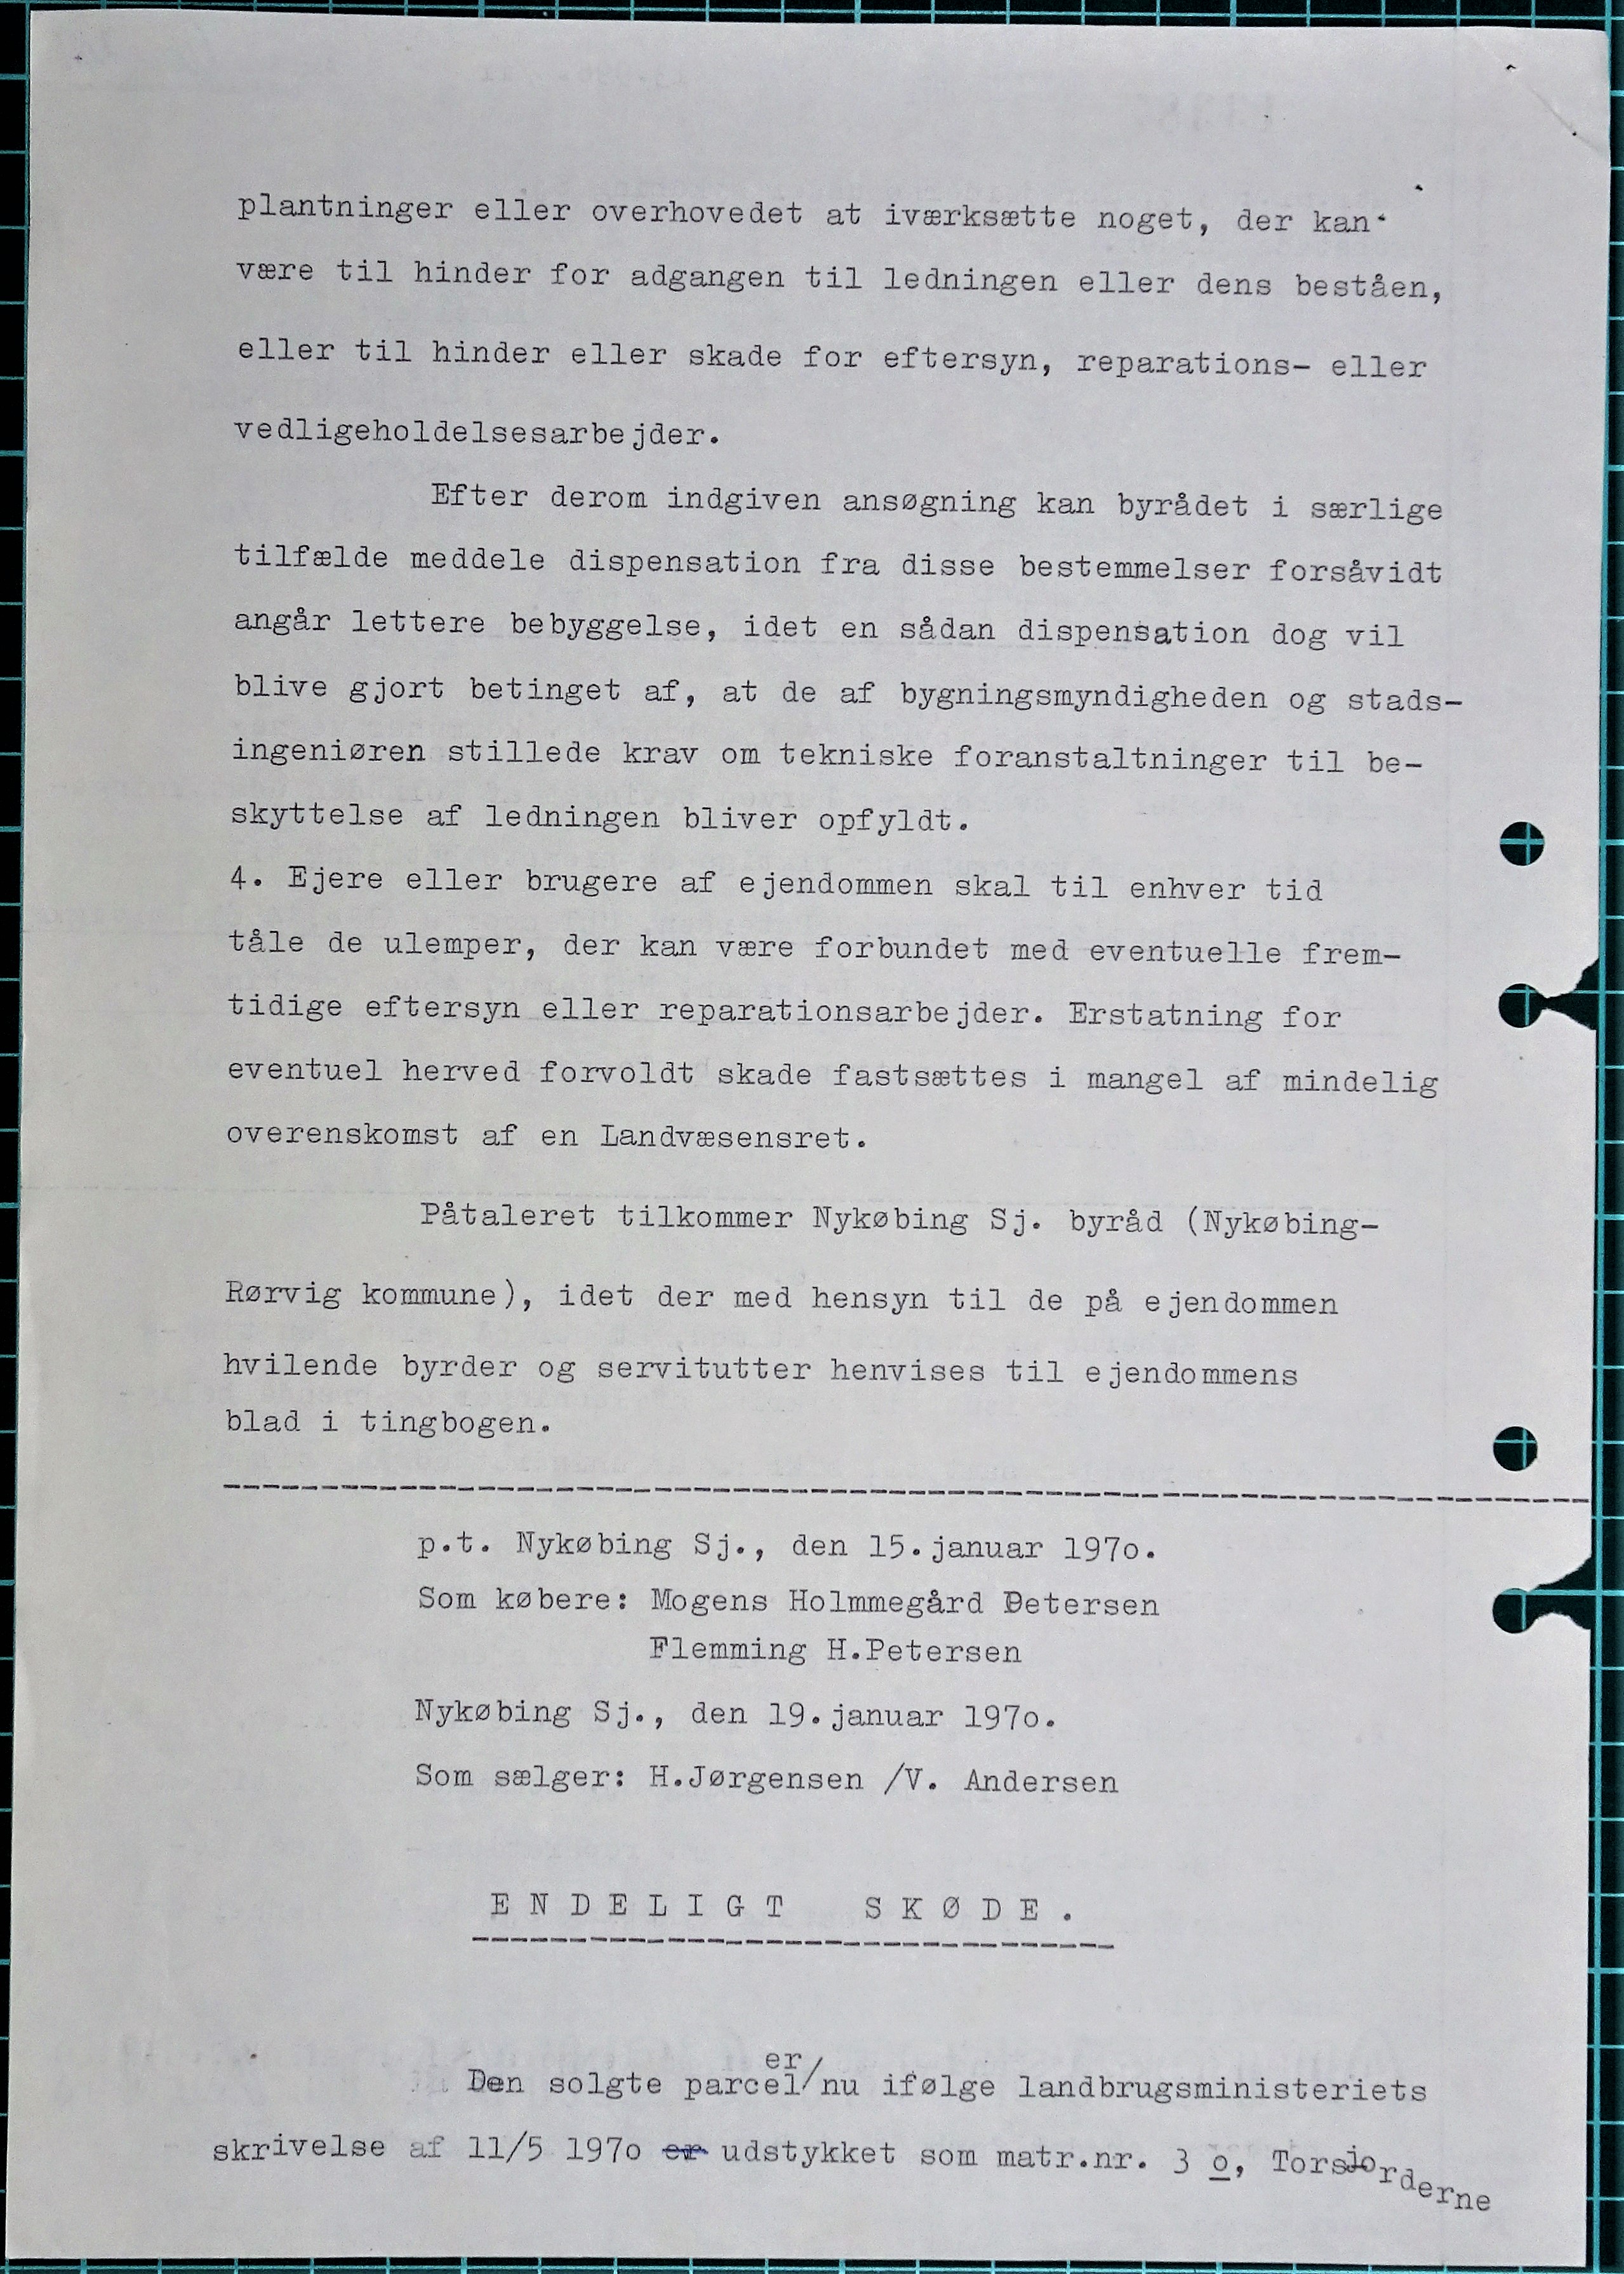 plantninger eller overhovedet at iværksætte noget, der kan
være til hinder for adgangen til ledningen eller dens beståen,
eller til hinder eller skade for eftersyn, reparations- eller
vedligeholdelsesarbejder.
Efter derom indgiven ansøgning kan byrådet i særlige
tilfælde meddele dispensation fra disse bestemmelser forsåvidt
angår lettere bebyggelse, idet en sådan dispensation dog vil
blive gjort betinget af, at de af bygningsmyndigheden og stads-
ingeniøren stillede krav om tekniske foranstaltninger til be-
skyttelse af ledningen bliver opfyldt.
4. Ejere eller brugere af ejendommen skal til enhver tid
tåle de ulemper, der kan være forbundet med eventuelle frem-
tidige eftersyn eller reparationsarbejder. Erstatning for
eventuel herved forvoldt skade fastsættes i mangel af mindelig
overenskomst af en Landvæsensret.
Påtaleret tilkommer Nykøbing Sj. byråd (Nykøbing-
Rørvig kommune), idet der med hensyn til de på ejendommen
hvilende byrder og servitutter henvises til ejendommens
blad i tingbogen.
p.t. Nykøbing Sj., den 15.januar 197o.
Som købere: Mogens Holmmegård Petersen
Flemming H.Petersen
Nykøbing Sj., den 19.januar 197o.
Som sælger: H.Jørgensen /V. Andersen
ENDELIGT SKØDE.
Den solgte parcel er/nu ifølge landbrugsministeriets
skrivelse af 11/5 197o er udstykket som matr.nr. 3 o, Torsjorderne